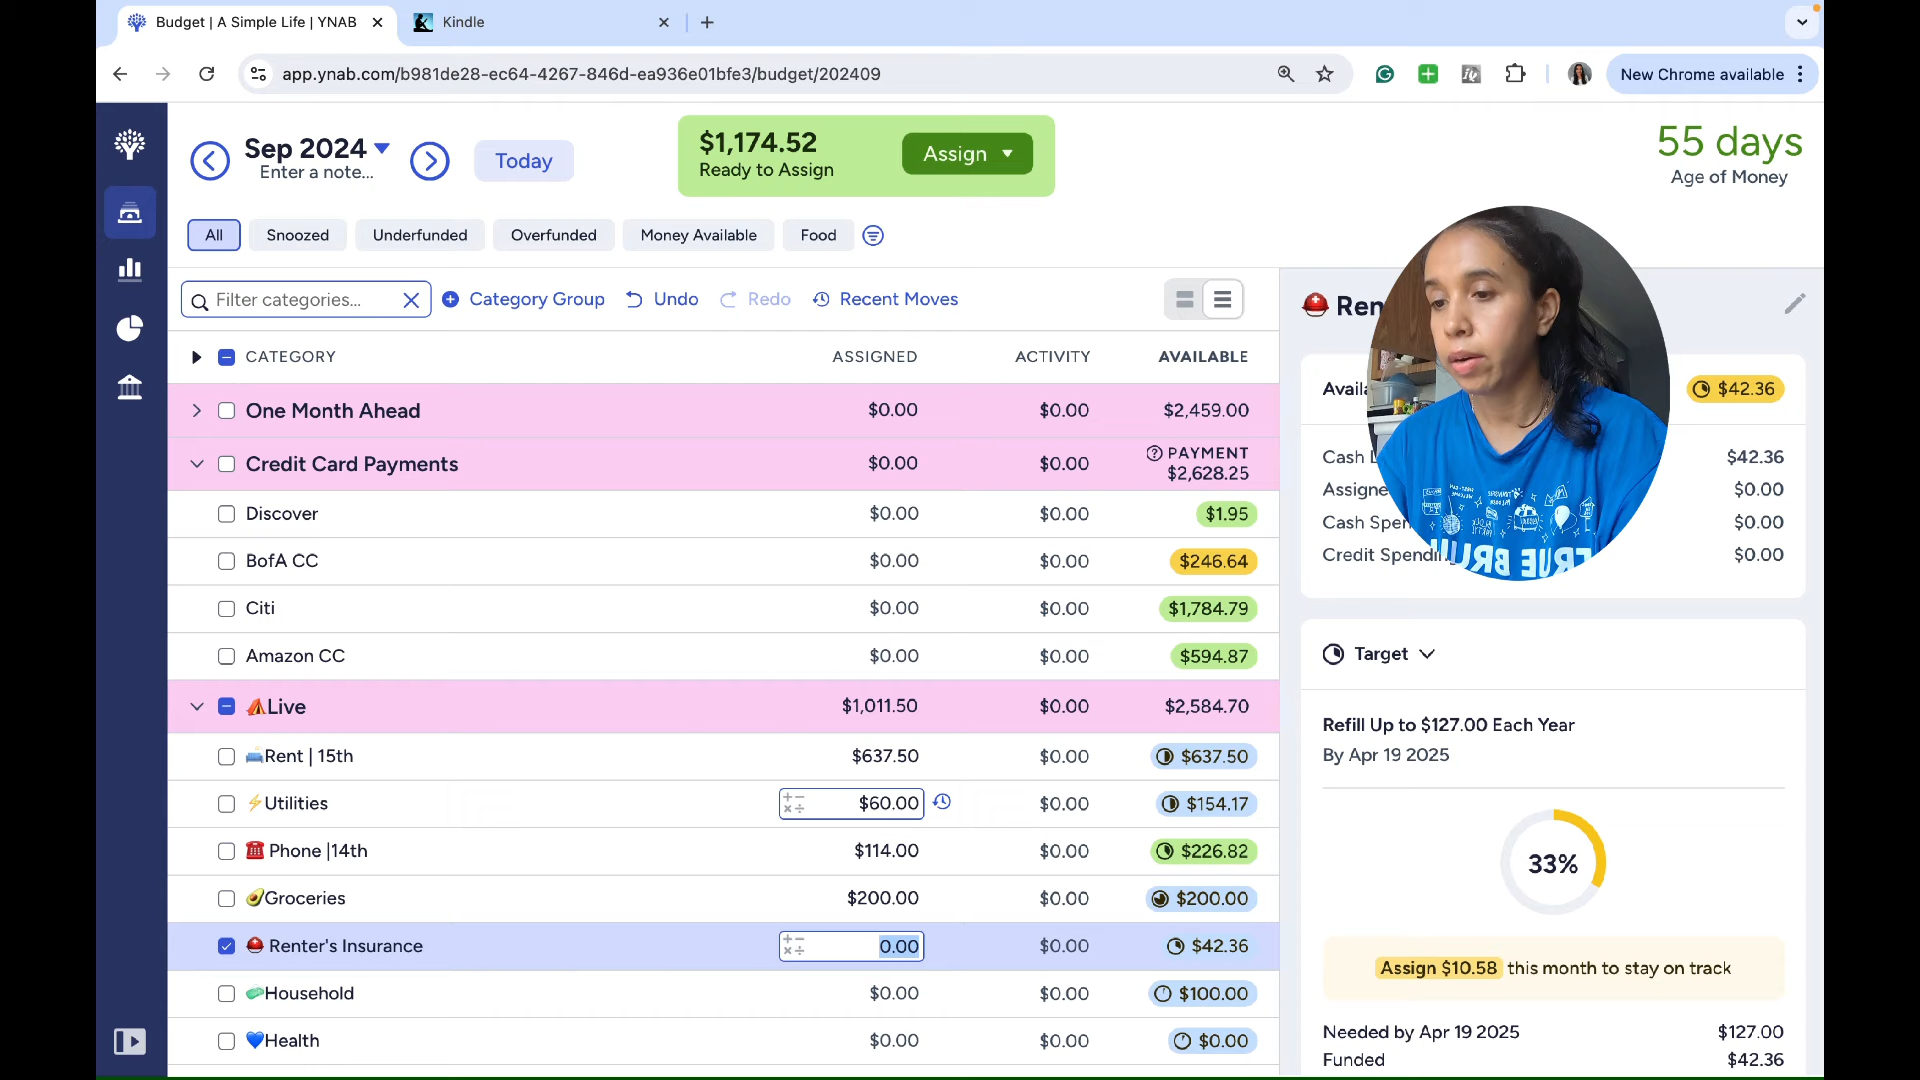 Budget | A Simple Life | YNAB
Kindle
app.ynab.com/b981de28-ec64-4267-846d-ea936e01bfe3/budget/202409
New Chrome available
Sep 2024
Enter a note...
Today
$1,174.52
Ready to Assign
Assign
55 days
Age of Money
All
Snoozed
Underfunded
Overfunded
Money Available
Food
Filter categories...
Category Group
Undo
Redo
Recent Moves
CATEGORY ASSIGNED ACTIVITY AVAILABLE
One Month Ahead $0.00 $0.00 $2,459.00
Credit Card Payments $0.00 $0.00 PAYMENT $2,628.25
Discover $0.00 $0.00 $1.95
BofA CC $0.00 $0.00 $246.64
Citi $0.00 $0.00 $1,784.79
Amazon CC $0.00 $0.00 $594.87
Live $1,011.50 $0.00 $2,584.70
Rent | 15th $637.50 $0.00 $637.50
Utilities $60.00 $0.00 $154.17
Phone |14th $114.00 $0.00 $226.82
Groceries $200.00 $0.00 $200.00
Renter's Insurance 0.00 $0.00 $42.36
Household $0.00 $0.00 $100.00
Health $0.00 $0.00 $0.00
Ren
Availa $42.36
Cash L $42.36
Assigne $0.00
Cash Spen $0.00
Credit Spendi $0.00
Target
Refill Up to $127.00 Each Year
By Apr 19 2025
33%
Assign $10.58 this month to stay on track
Needed by Apr 19 2025 $127.00
Funded $42.36